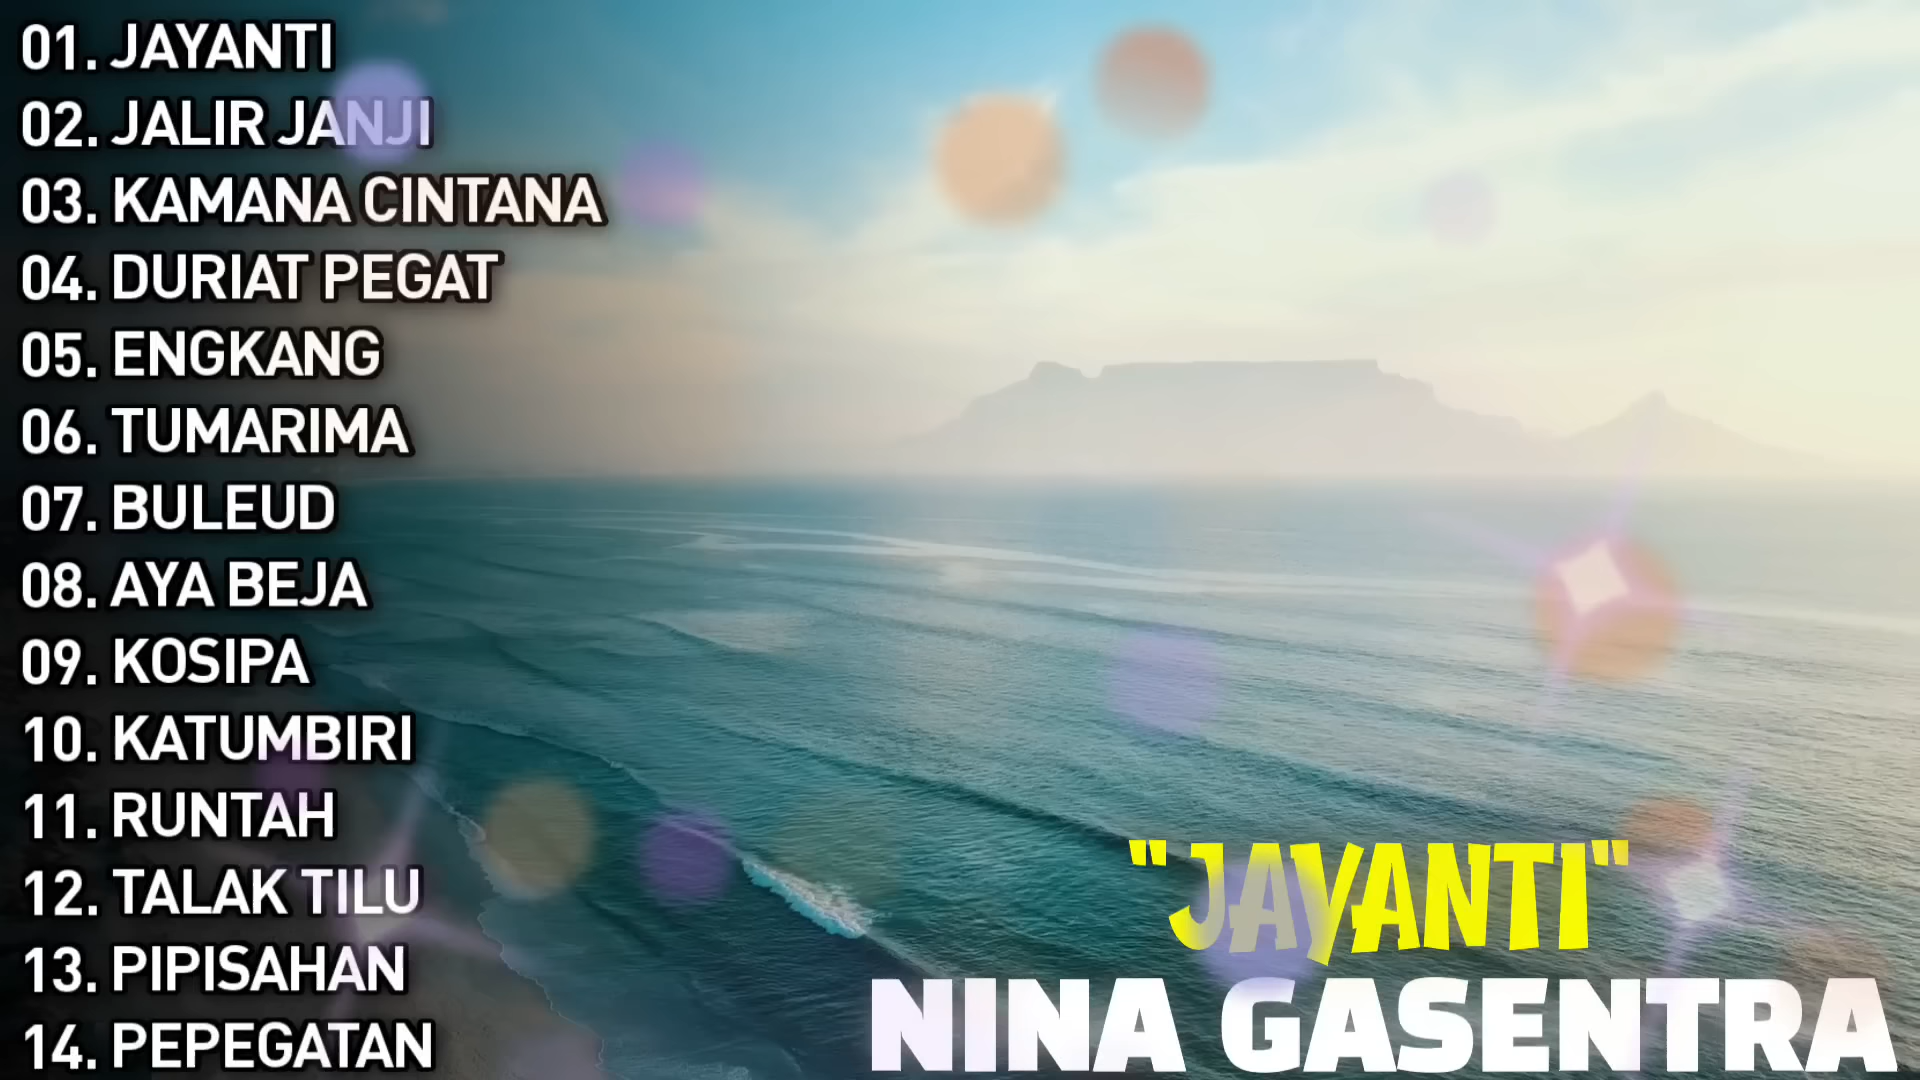 01. JAYANTI
02. JALIR JANJI
03. KAMANA CINTANA
04. DURIAT PEGAT
05. ENGKANG
06. TUMARIMA
07. BULEUD
08. AYA BEJA
09. KOSIPA
10. KATUMBIRI
11. RUNTAH
12. TALAK TILU
13. PIPISAHAN
14. PEPEGATAN
"JAYANTI"
NINA GASENTRA